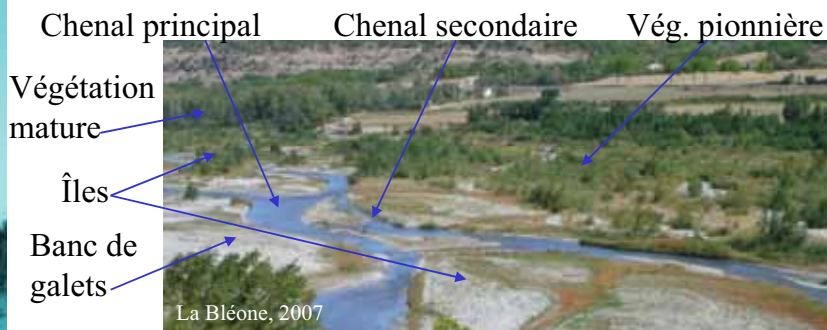 Chenal principal
Chenal secondaire
Vég. pionnière
Végétation
mature
Îles
Banc de
galets
La Bléone, 2007